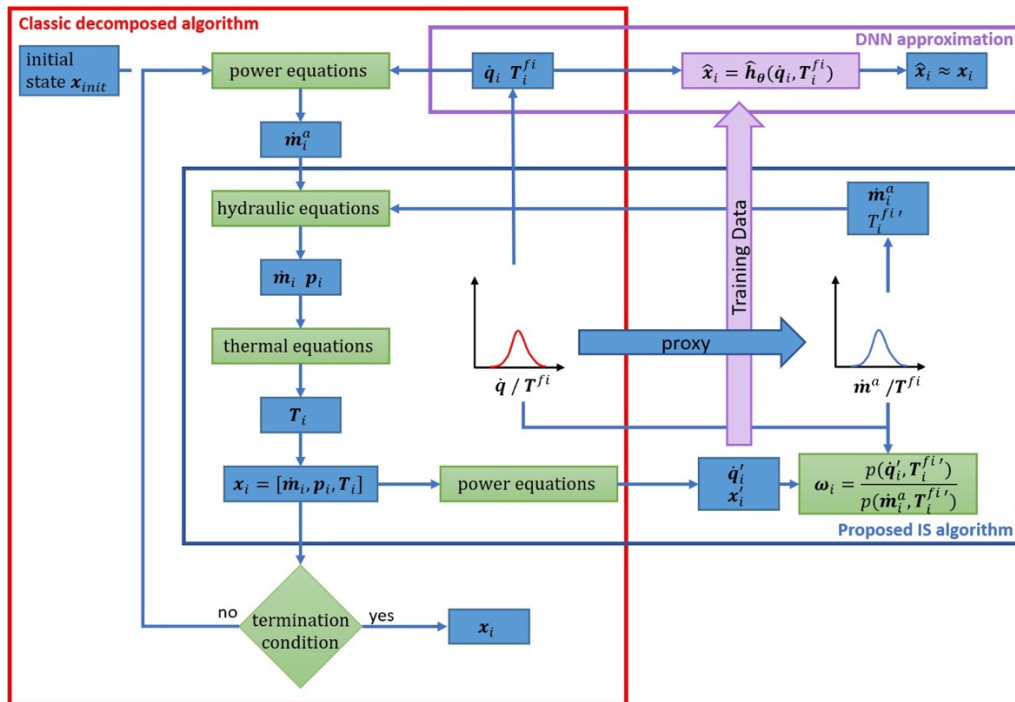 Classic decomposed algorithm
DNN approximation
initial
state x_init
power equations
q̇_i T_i^{fi}
x̂_i = ĥ_θ(q̇_i, T_i^{fi})
x̂_i ≈ x_i
ṁ_i^a
hydraulic equations
ṁ_i^a
T_i^{fi′}
ṁ_i p_i
Training Data
thermal equations
proxy
q̇ / T^{fi}
ṁ^a /T^{fi}
T_i
x_i = [ṁ_i, p_i, T_i]
power equations
q̇_i′
x_i′
ω_i = p(q̇_i′, T_i^{fi′}) / p(ṁ_i^a, T_i^{fi′})
Proposed IS algorithm
no
termination
condition
yes
x_i